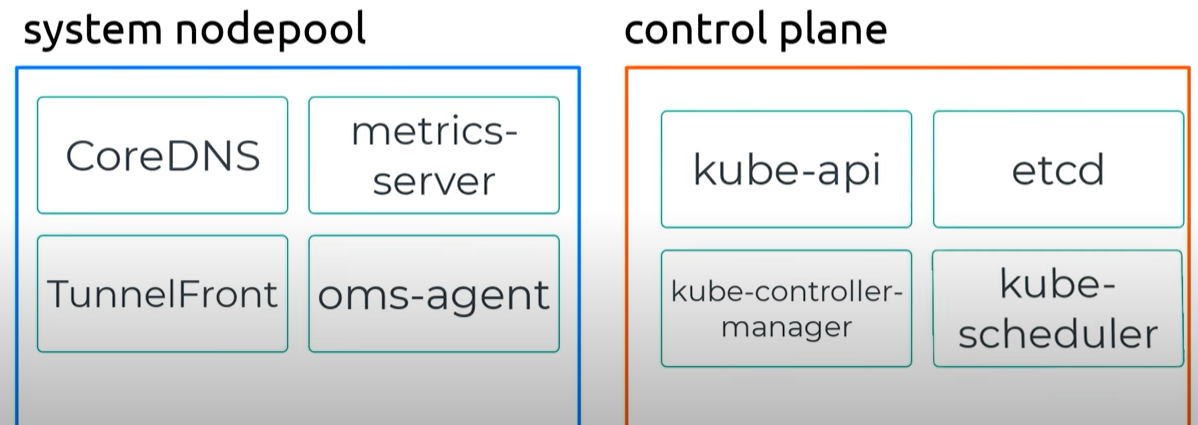 system nodepool
control plane
CoreDNS
metrics-
server
TunnelFront
oms-agent
kube-api
etcd
kube-controller-
manager
kube-
scheduler